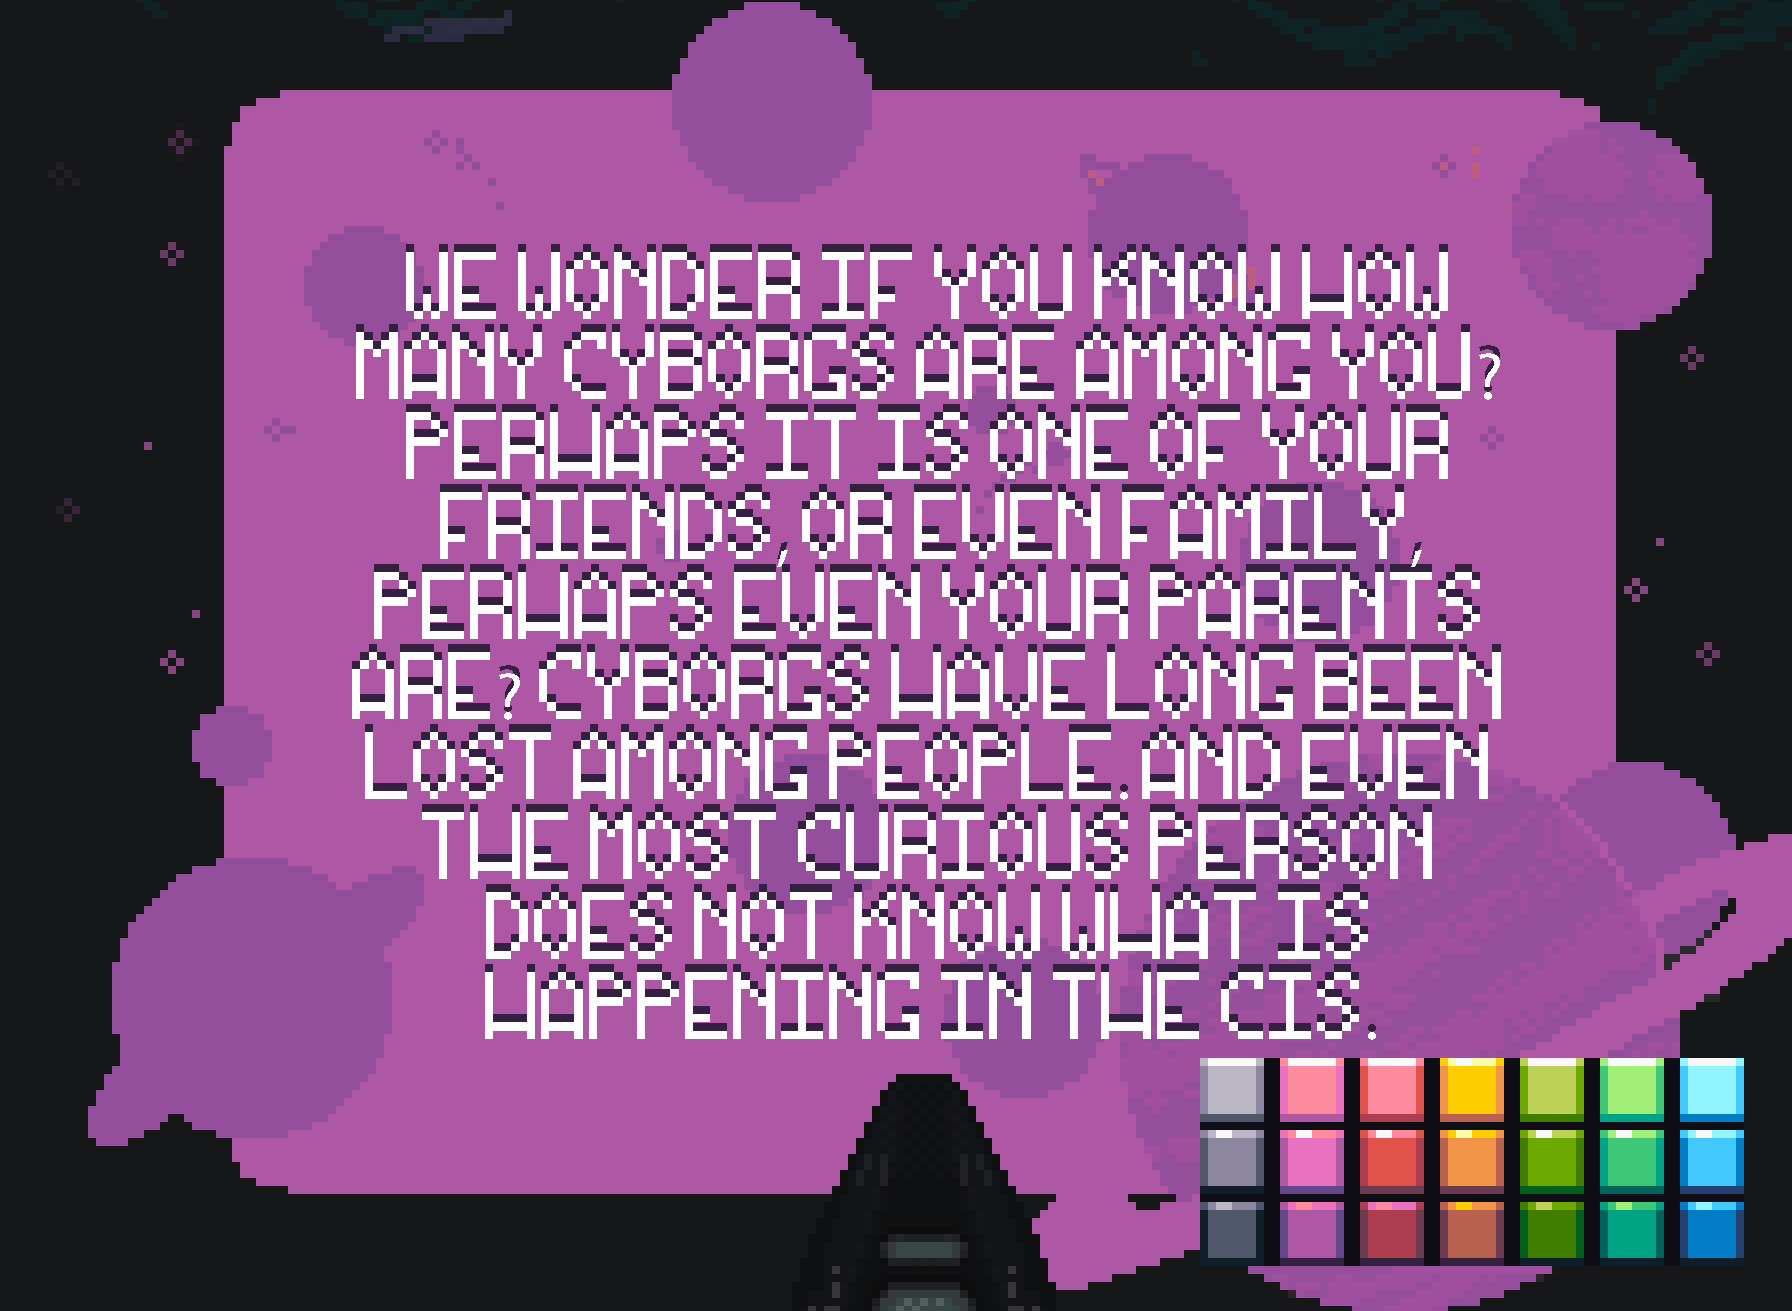 WE WONDER IF YOU KNOW HOW
MANY CYBORGS ARE AMONG YOU?
PERHAPS IT IS ONE OF YOUR
FRIENDS, OR EVEN FAMILY,
PERHAPS EVEN YOUR PARENTS
ARE? CYBORGS HAVE LONG BEEN
LOST AMONG PEOPLE. AND EVEN
THE MOST CURIOUS PERSON
DOES NOT KNOW WHAT IS
HAPPENING IN THE CIS.